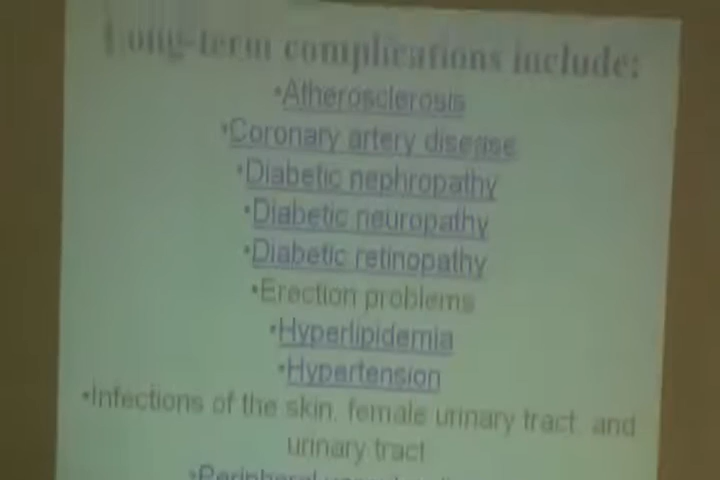 Long-term complications include:
•Atherosclerosis
•Coronary artery disease
•Diabetic nephropathy
•Diabetic neuropathy
•Diabetic retinopathy
•Erection problems
•Hyperlipidemia
•Hypertension
•Infections of the skin, female urinary tract, and
urinary tract
•Peripheral